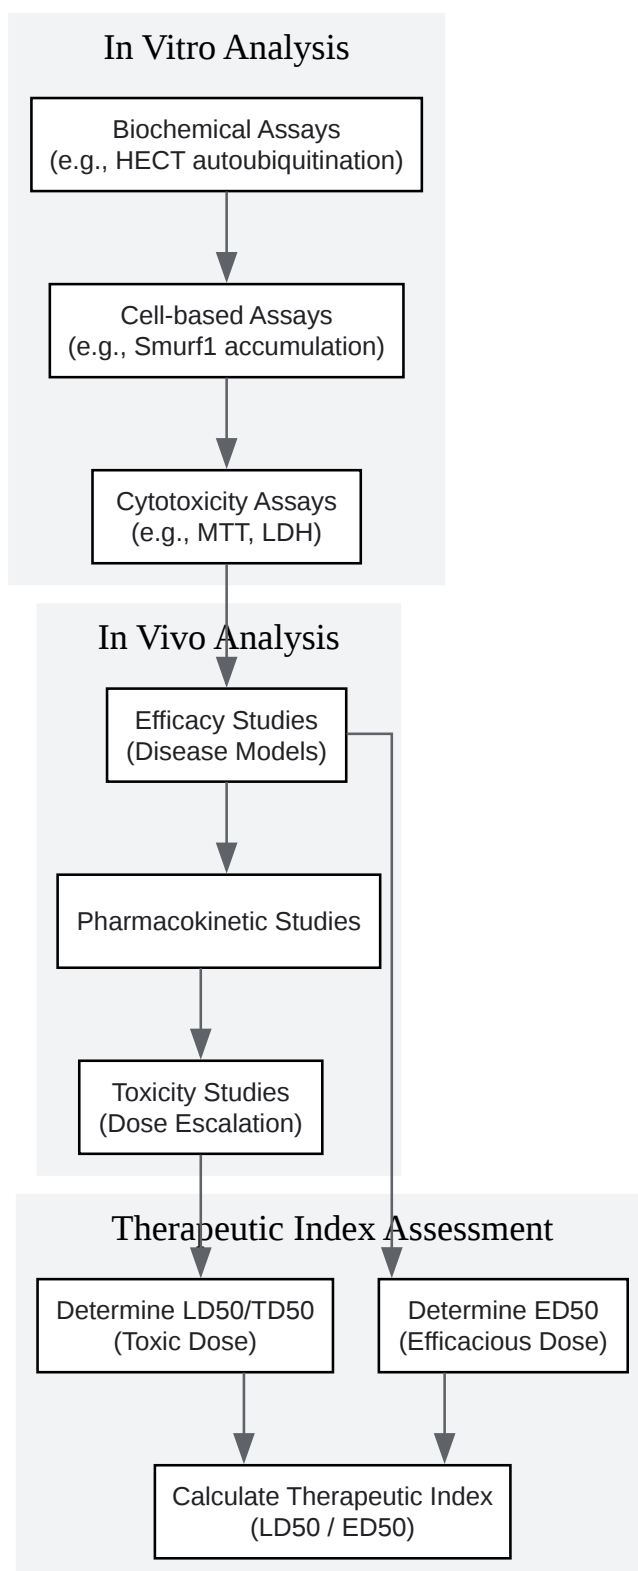 In Vitro Analysis
Biochemical Assays
(e.g., HECT autoubiquitination)
Cell-based Assays
(e.g., Smurf1 accumulation)
Cytotoxicity Assays
(e.g., MTT, LDH)
In Vivo Analysis
Efficacy Studies
(Disease Models)
Pharmacokinetic Studies
Toxicity Studies
(Dose Escalation)
Therapeutic Index Assessment
Determine LD50/TD50
(Toxic Dose)
Determine ED50
(Efficacious Dose)
Calculate Therapeutic Index
(LD50 / ED50)